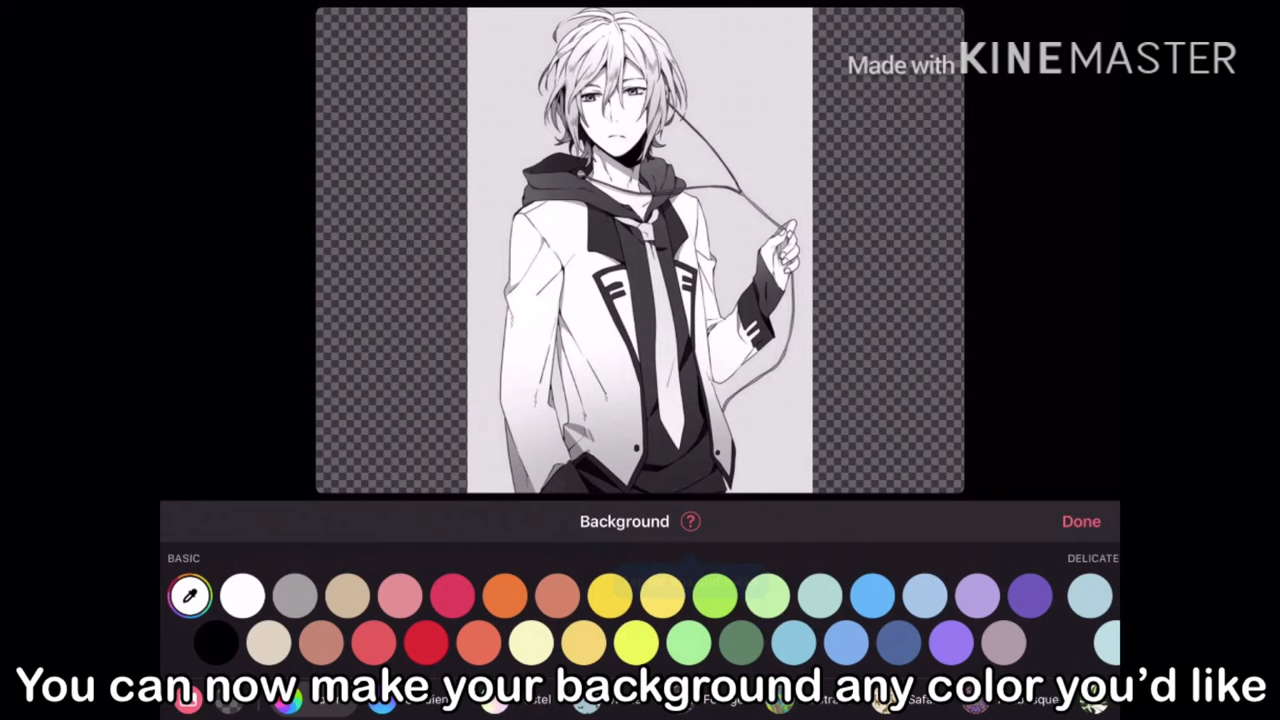 Made with KINEMASTER
Background ?
Done
BASIC
DELICATE
You can now make your background any color you'd like